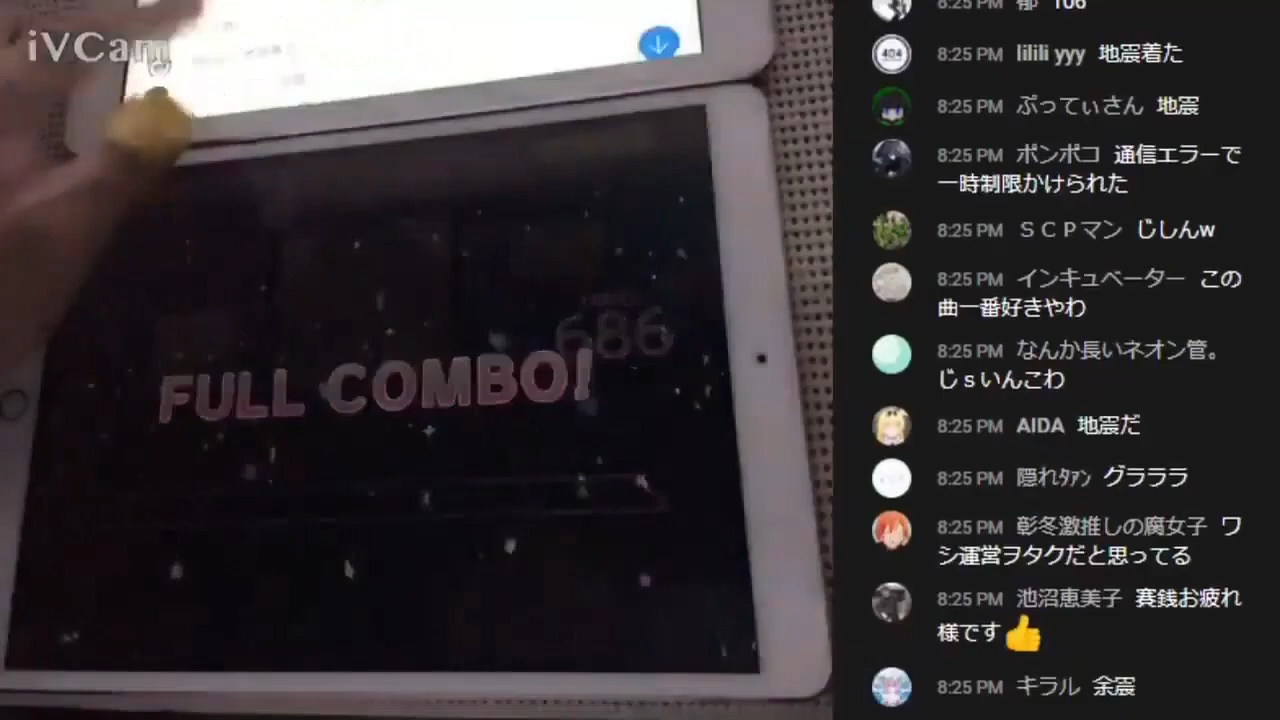 iVCam
686
FULL COMBO!
8:25 PM 郁 106
404
8:25 PM lilili yyy 地震着た
8:25 PM ぷってぃさん 地震
8:25 PM ポンポコ 通信エラーで
一時制限かけられた
8:25 PM ＳＣＰマン じしんw
8:25 PM インキュベーター この
曲一番好きやわ
8:25 PM なんか長いネオン管。
じｓいんこわ
8:25 PM AIDA 地震だ
8:25 PM 隠れﾀｧﾝ グラララ
8:25 PM 彰冬激推しの腐女子 ワ
シ運営ヲタクだと思ってる
8:25 PM 池沼恵美子 賽銭お疲れ
様です👍
8:25 PM キラル 余震